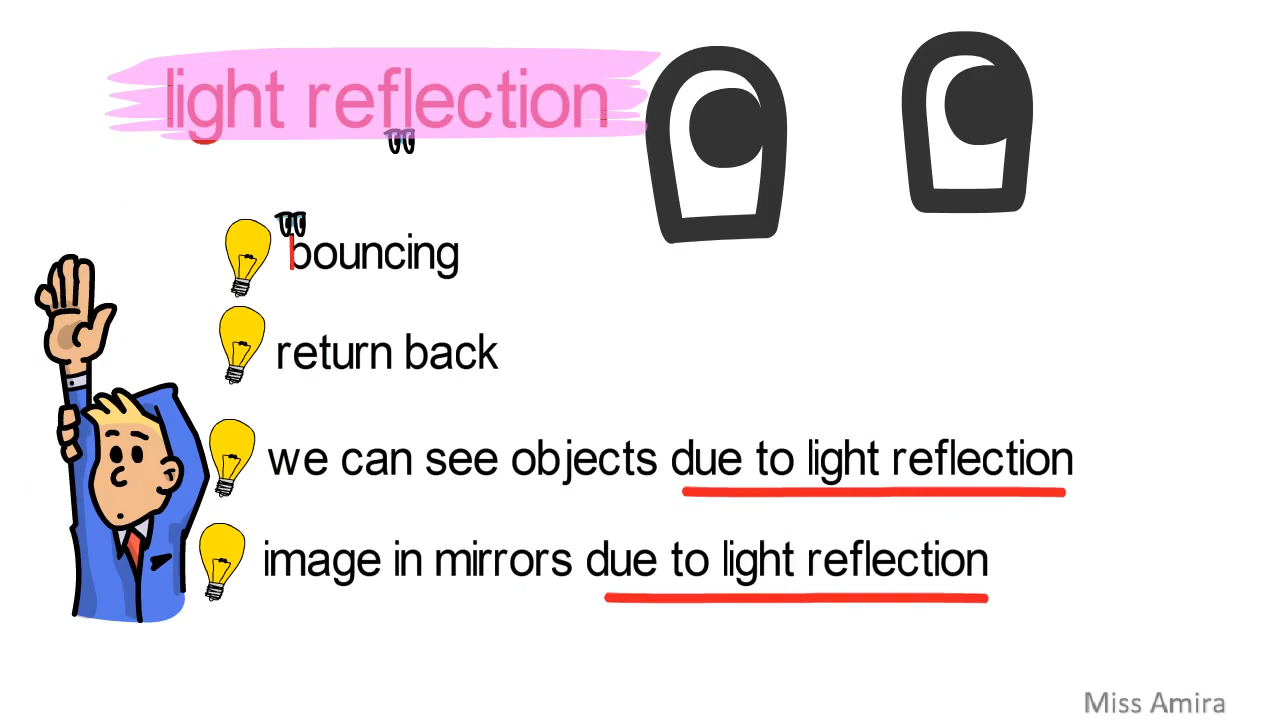 light reflection
bouncing
return back
we can see objects due to light reflection
image in mirrors due to light reflection
Miss Amira